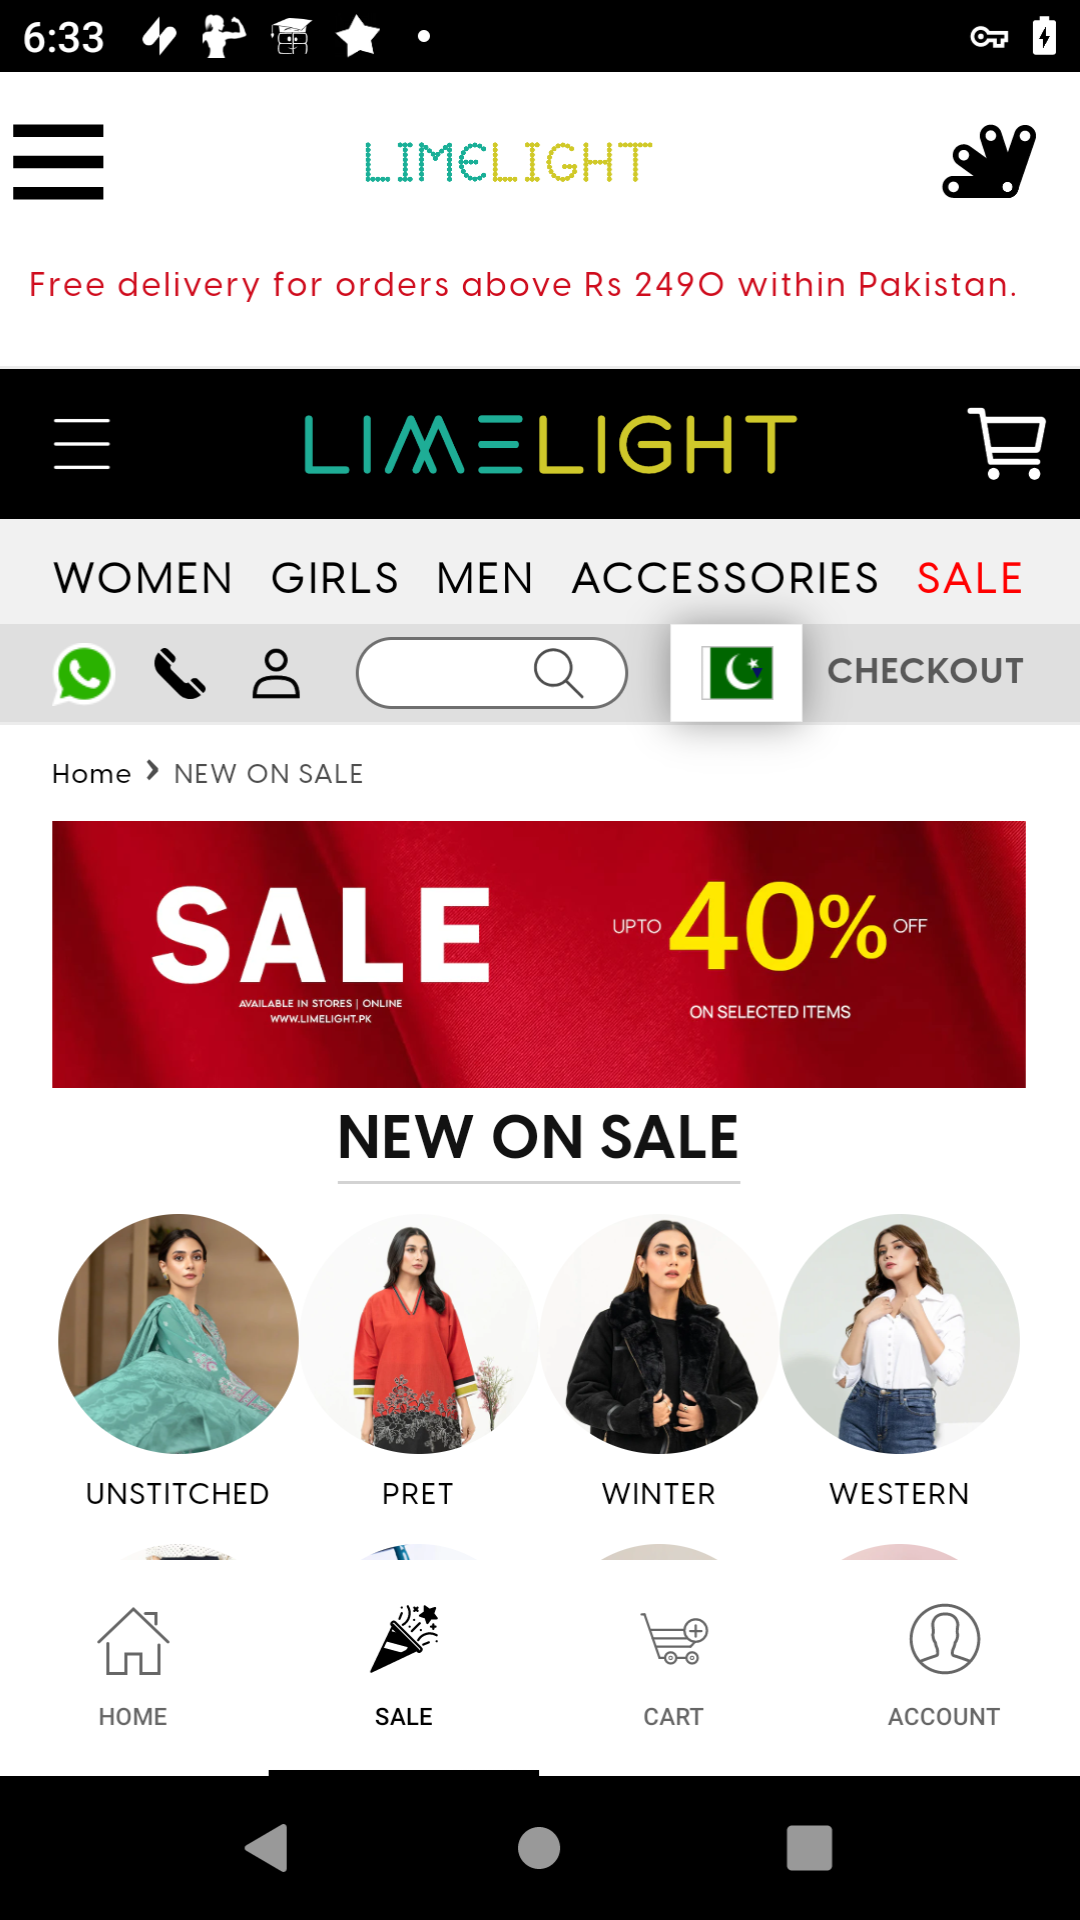 6:33
LIMELIGHT
Free delivery for orders above Rs 2490 within Pakistan.
LIMELIGHT
WOMEN GIRLS MEN ACCESSORIES SALE
CHECKOUT
Home > NEW ON SALE
SALE
AVAILABLE IN STORES | ONLINE
WWW.LIMELIGHT.PK
UPTO 40% OFF
ON SELECTED ITEMS
NEW ON SALE
UNSTITCHED PRET WINTER WESTERN
HOME SALE CART ACCOUNT